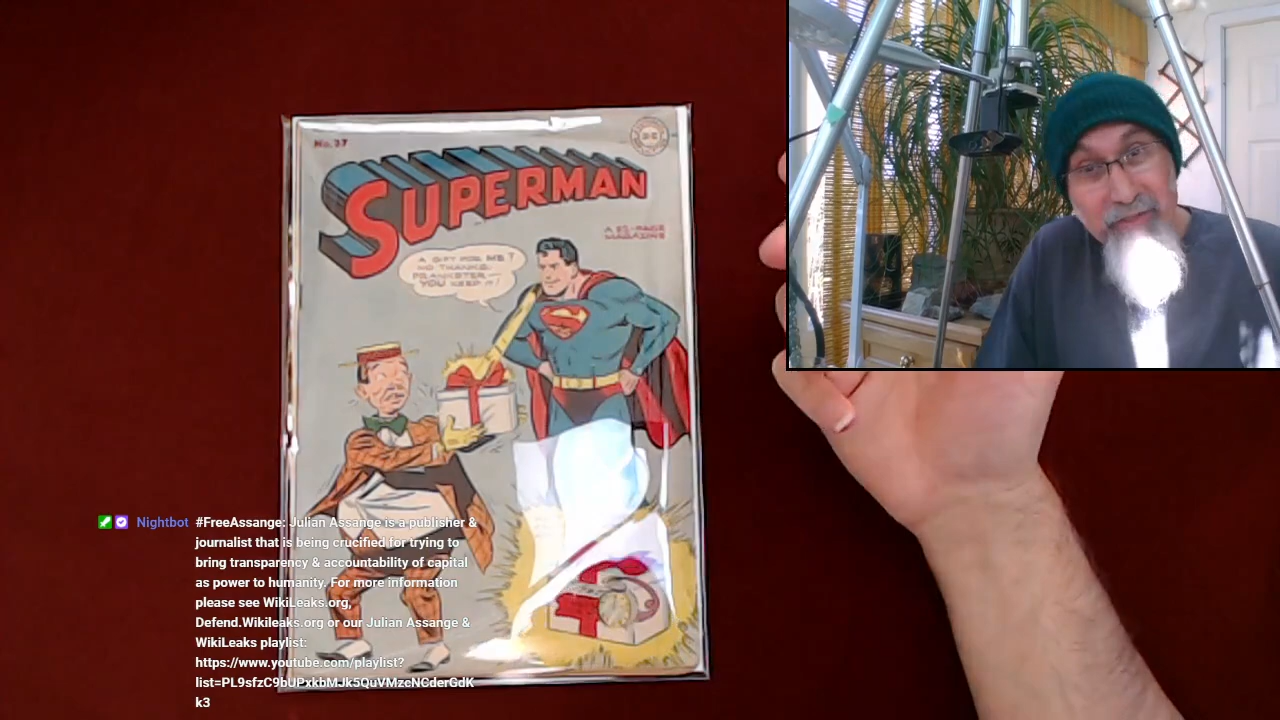 No.37
SUPERMAN
A 52-PAGE
MAGAZINE
A GIFT FOR ME?
NO THANKS,
PRANKSTER—
YOU KEEP IT!
Nightbot #FreeAssange: Julian Assange is a publisher &
journalist that is being crucified for trying to
bring transparency & accountability of capital
as power to humanity. For more information
please see WikiLeaks.org,
Defend.Wikileaks.org or our Julian Assange &
WikiLeaks playlist:
https://www.youtube.com/playlist?
list=PL9sfzC9bUPxkbMJk5QuVMzcNCderGdK
k3